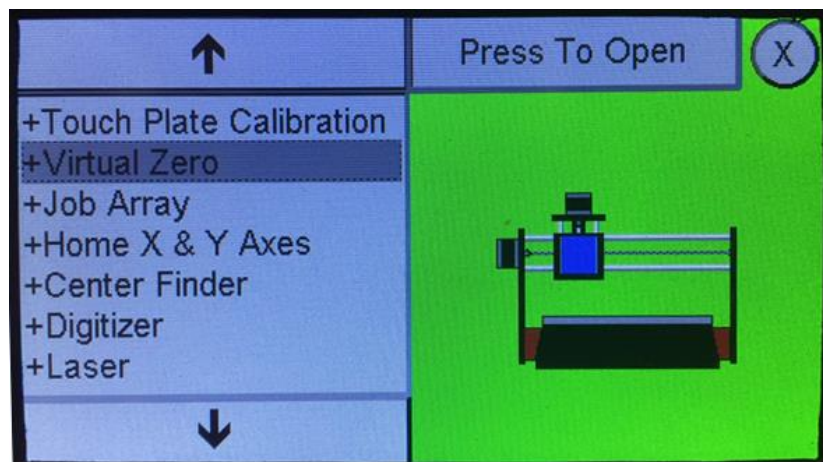 Press To Open
X
+Touch Plate Calibration
+Virtual Zero
+Job Array
+Home X & Y Axes
+Center Finder
+Digitizer
+Laser